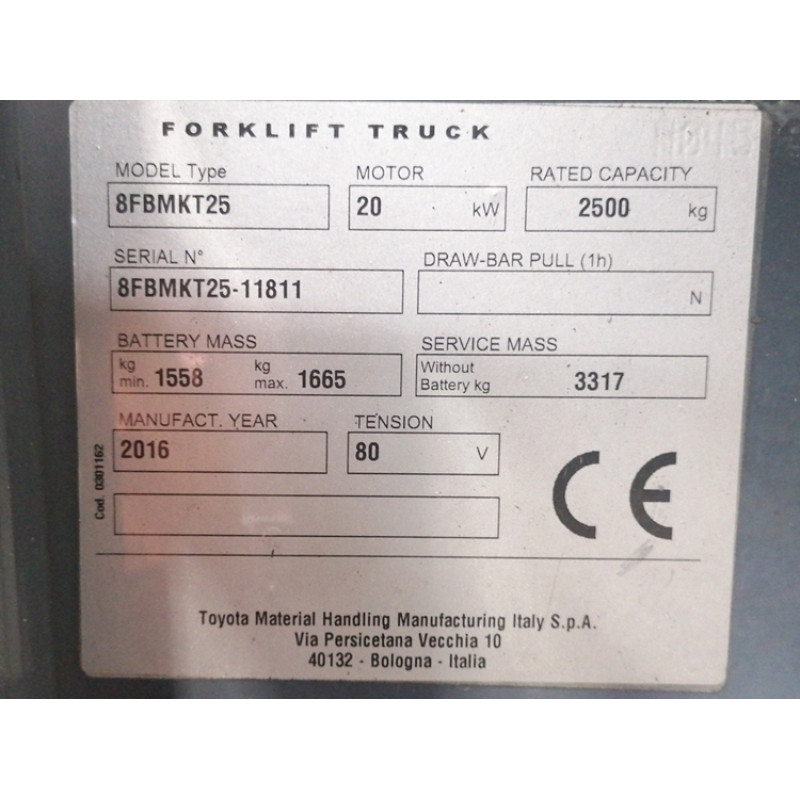 FORKLIFT TRUCK
MODEL Type MOTOR RATED CAPACITY
8FBMKT25 20 kW 2500 kg
SERIAL N° DRAW-BAR PULL (1h)
8FBMKT25-11811 N
BATTERY MASS SERVICE MASS
kg min. 1558 kg max. 1665 Without Battery kg 3317
MANUFACT. YEAR TENSION
2016 80 V
Cod. 0301162
CE
Toyota Material Handling Manufacturing Italy S.p.A.
Via Persicetana Vecchia 10
40132 - Bologna - Italia